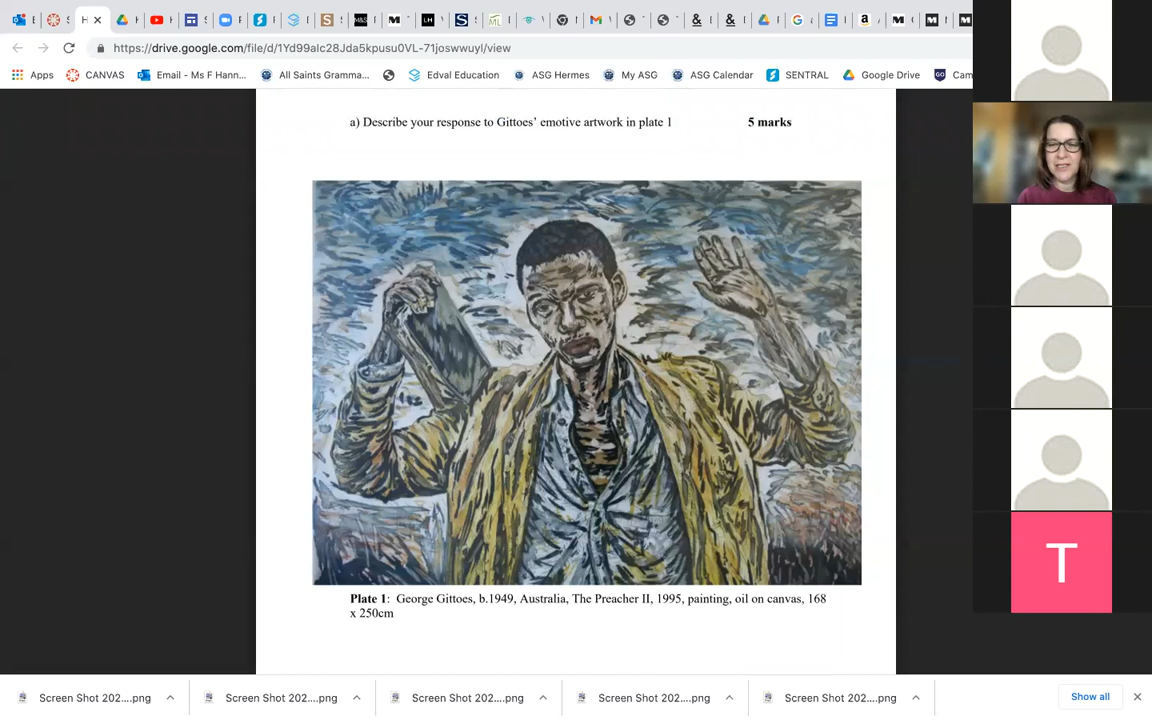 https://drive.google.com/file/d/1Yd99alc28Jda5kpusu0VL-71joswwuyl/view
Apps CANVAS Email - Ms F Hann... All Saints Gramma... Edval Education ASG Hermes My ASG ASG Calendar SENTRAL Google Drive Cam
a) Describe your response to Gittoes' emotive artwork in plate 1 5 marks
Plate 1: George Gittoes, b.1949, Australia, The Preacher II, 1995, painting, oil on canvas, 168
x 250cm
T
Screen Shot 202....png Screen Shot 202....png Screen Shot 202....png Screen Shot 202....png Screen Shot 202....png Show all